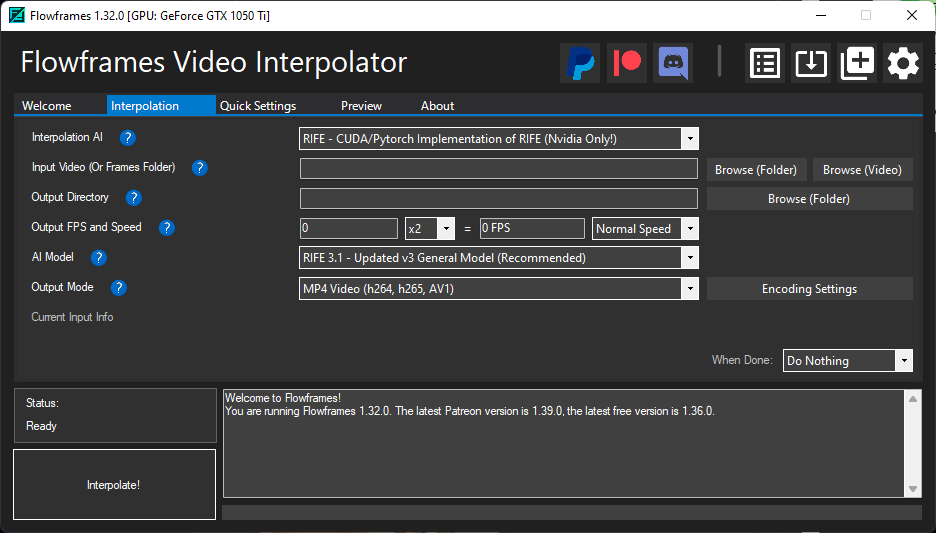 Flowframes 1.32.0 [GPU: GeForce GTX 1050 Ti]
Flowframes Video Interpolator
Welcome Interpolation Quick Settings Preview About
Interpolation AI ? RIFE - CUDA/Pytorch Implementation of RIFE (Nvidia Only!)
Input Video (Or Frames Folder) ? Browse (Folder) Browse (Video)
Output Directory ? Browse (Folder)
Output FPS and Speed ? 0 x2 = 0 FPS Normal Speed
AI Model ? RIFE 3.1 - Updated v3 General Model (Recommended)
Output Mode ? MP4 Video (h264, h265, AV1) Encoding Settings
Current Input Info
When Done: Do Nothing
Status:
Ready
Interpolate!
Welcome to Flowframes!
You are running Flowframes 1.32.0. The latest Patreon version is 1.39.0, the latest free version is 1.36.0.